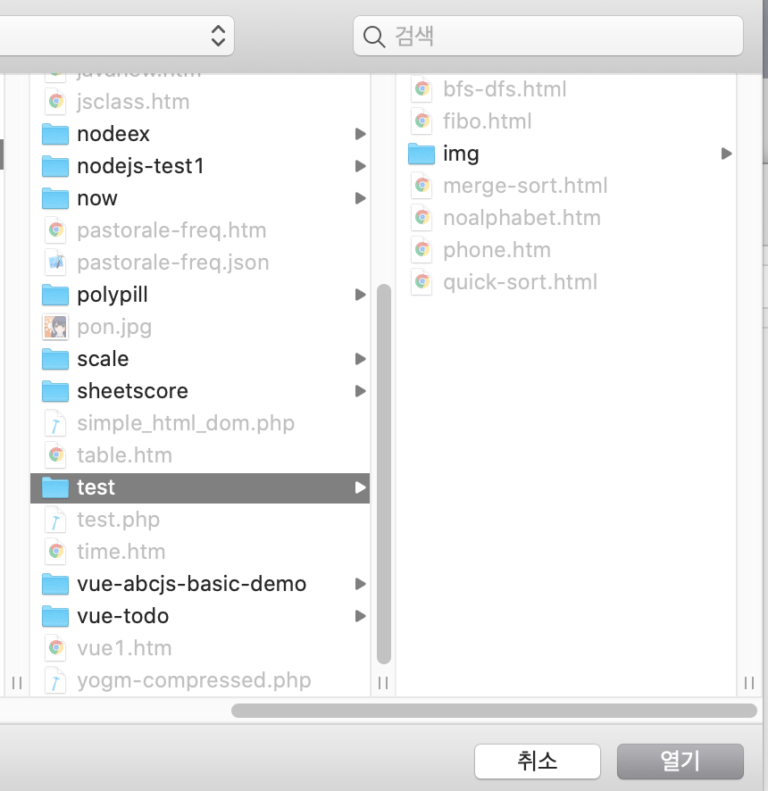 검색
javanew.htm
jsclass.htm
nodeex
nodejs-test1
now
pastorale-freq.htm
pastorale-freq.json
polypill
pon.jpg
scale
sheetscore
simple_html_dom.php
table.htm
test
test.php
time.htm
vue-abcjs-basic-demo
vue-todo
vue1.htm
yogm-compressed.php
bfs-dfs.html
fibo.html
img
merge-sort.html
noalphabet.htm
phone.htm
quick-sort.html
취소
열기